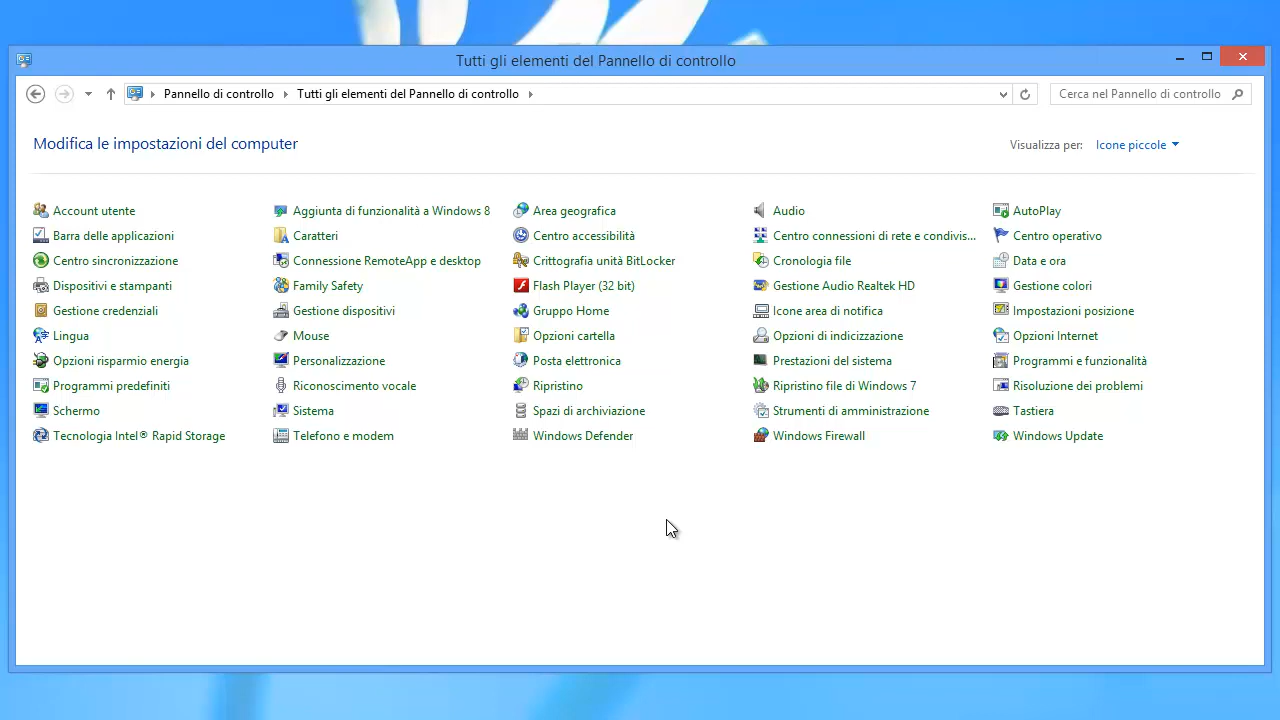 Tutti gli elementi del Pannello di controllo
Pannello di controllo Tutti gli elementi del Pannello di controllo Cerca nel Pannello di controllo
Modifica le impostazioni del computer Visualizza per: Icone piccole
Account utente Aggiunta di funzionalità a Windows 8 Area geografica Audio AutoPlay
Barra delle applicazioni Caratteri Centro accessibilità Centro connessioni di rete e condivis... Centro operativo
Centro sincronizzazione Connessione RemoteApp e desktop Crittografia unità BitLocker Cronologia file Data e ora
Dispositivi e stampanti Family Safety Flash Player (32 bit) Gestione Audio Realtek HD Gestione colori
Gestione credenziali Gestione dispositivi Gruppo Home Icone area di notifica Impostazioni posizione
Lingua Mouse Opzioni cartella Opzioni di indicizzazione Opzioni Internet
Opzioni risparmio energia Personalizzazione Posta elettronica Prestazioni del sistema Programmi e funzionalità
Programmi predefiniti Riconoscimento vocale Ripristino Ripristino file di Windows 7 Risoluzione dei problemi
Schermo Sistema Spazi di archiviazione Strumenti di amministrazione Tastiera
Tecnologia Intel® Rapid Storage Telefono e modem Windows Defender Windows Firewall Windows Update